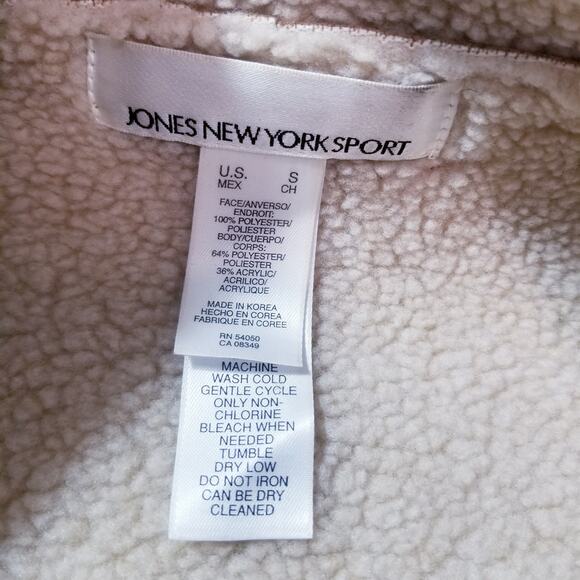 JONES NEW YORK SPORT
U.S. S
MEX CH
FACE/ANVERSO/
ENDROIT:
100% POLYESTER/
POLIESTER
BODY/CUERPO/
CORPS:
64% POLYESTER/
POLIESTER
36% ACRYLIC/
ACRILICO/
ACRYLIQUE
MADE IN KOREA
HECHO EN COREA
FABRIQUE EN COREE
RN 54050
CA 08349
MACHINE
WASH COLD
GENTLE CYCLE
ONLY NON-
CHLORINE
BLEACH WHEN
NEEDED
TUMBLE
DRY LOW
DO NOT IRON
CAN BE DRY
CLEANED